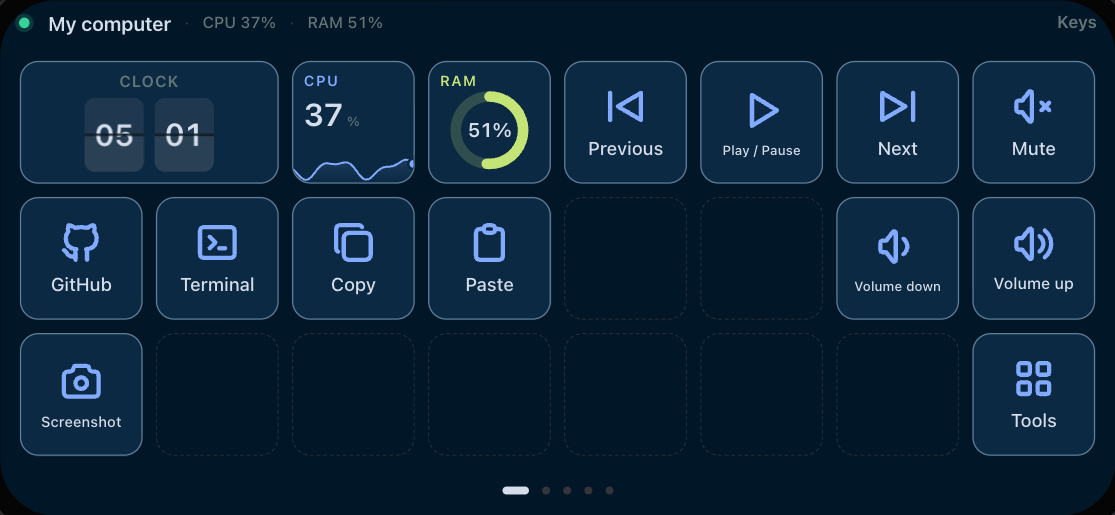 My computer · CPU 37% · RAM 51%
Keys
CLOCK
05 01
CPU
37 %
RAM
51%
Previous
Play / Pause
Next
Mute
GitHub
Terminal
Copy
Paste
Volume down
Volume up
Screenshot
Tools